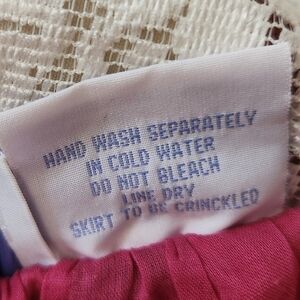 HAND WASH SEPARATELY
IN COLD WATER
DO NOT BLEACH
LINE DRY
SKIRT TO BE CRINCKLED